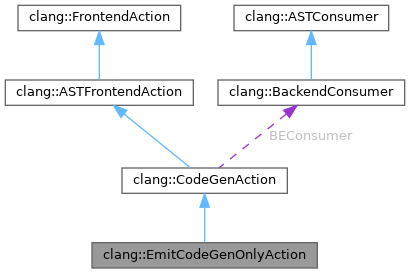 clang::FrontendAction
clang::ASTConsumer
clang::ASTFrontendAction
clang::BackendConsumer
BEConsumer
clang::CodeGenAction
clang::EmitCodeGenOnlyAction